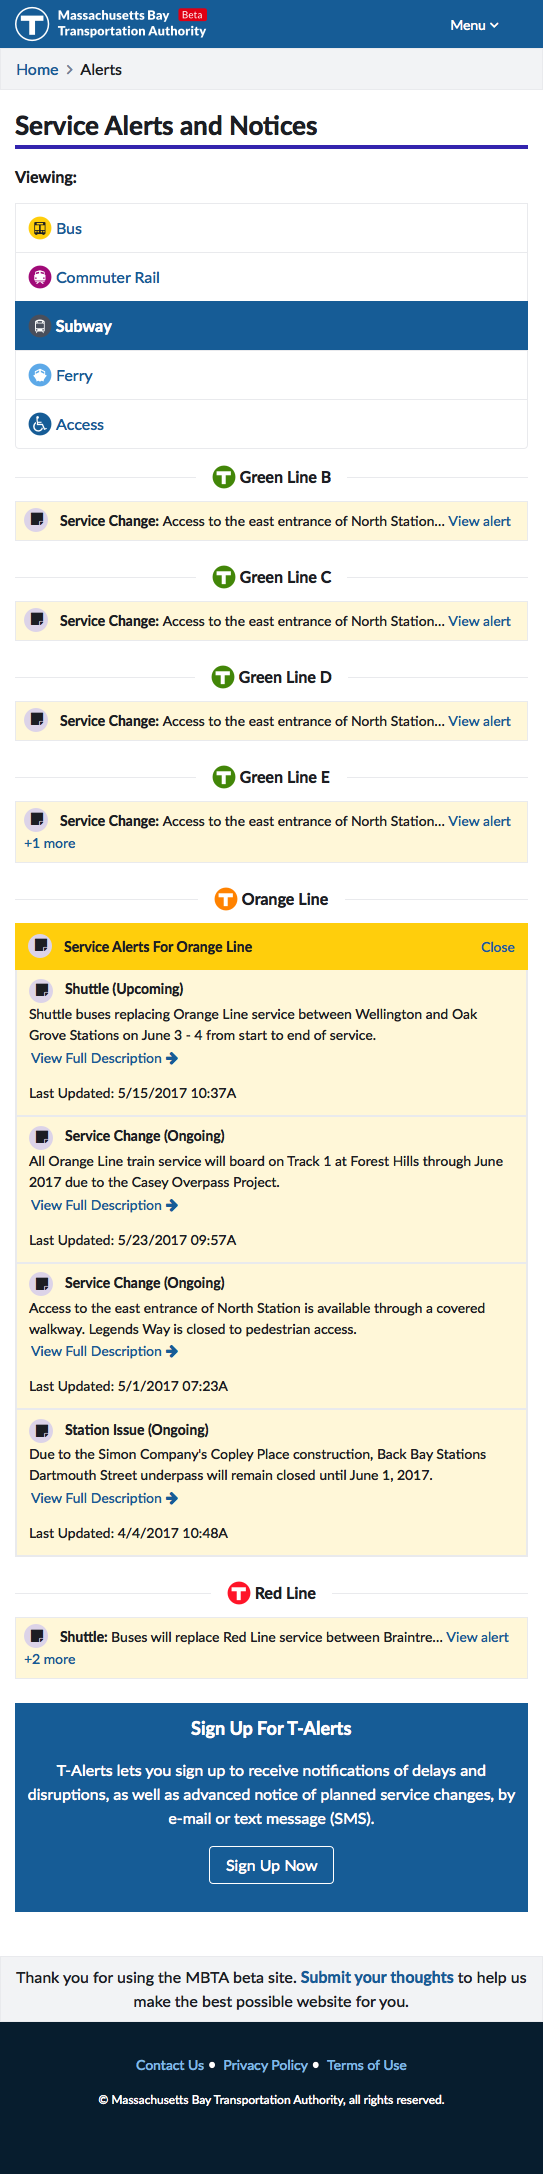 Massachusetts Bay Beta
Transportation Authority
Menu
Home > Alerts
Service Alerts and Notices
Viewing:
Bus
Commuter Rail
Subway
Ferry
Access
T Green Line B
Service Change: Access to the east entrance of North Station... View alert
T Green Line C
Service Change: Access to the east entrance of North Station... View alert
T Green Line D
Service Change: Access to the east entrance of North Station... View alert
T Green Line E
Service Change: Access to the east entrance of North Station... View alert
+1 more
T Orange Line
Service Alerts For Orange Line Close
Shuttle (Upcoming)
Shuttle buses replacing Orange Line service between Wellington and Oak
Grove Stations on June 3 - 4 from start to end of service.
View Full Description
Last Updated: 5/15/2017 10:37A
Service Change (Ongoing)
All Orange Line train service will board on Track 1 at Forest Hills through June
2017 due to the Casey Overpass Project.
View Full Description
Last Updated: 5/23/2017 09:57A
Service Change (Ongoing)
Access to the east entrance of North Station is available through a covered
walkway. Legends Way is closed to pedestrian access.
View Full Description
Last Updated: 5/1/2017 07:23A
Station Issue (Ongoing)
Due to the Simon Company's Copley Place construction, Back Bay Stations
Dartmouth Street underpass will remain closed until June 1, 2017.
View Full Description
Last Updated: 4/4/2017 10:48A
T Red Line
Shuttle: Buses will replace Red Line service between Braintre... View alert
+2 more
Sign Up For T-Alerts
T-Alerts lets you sign up to receive notifications of delays and
disruptions, as well as advanced notice of planned service changes, by
e-mail or text message (SMS).
Sign Up Now
Thank you for using the MBTA beta site. Submit your thoughts to help us
make the best possible website for you.
Contact Us • Privacy Policy • Terms of Use
© Massachusetts Bay Transportation Authority, all rights reserved.